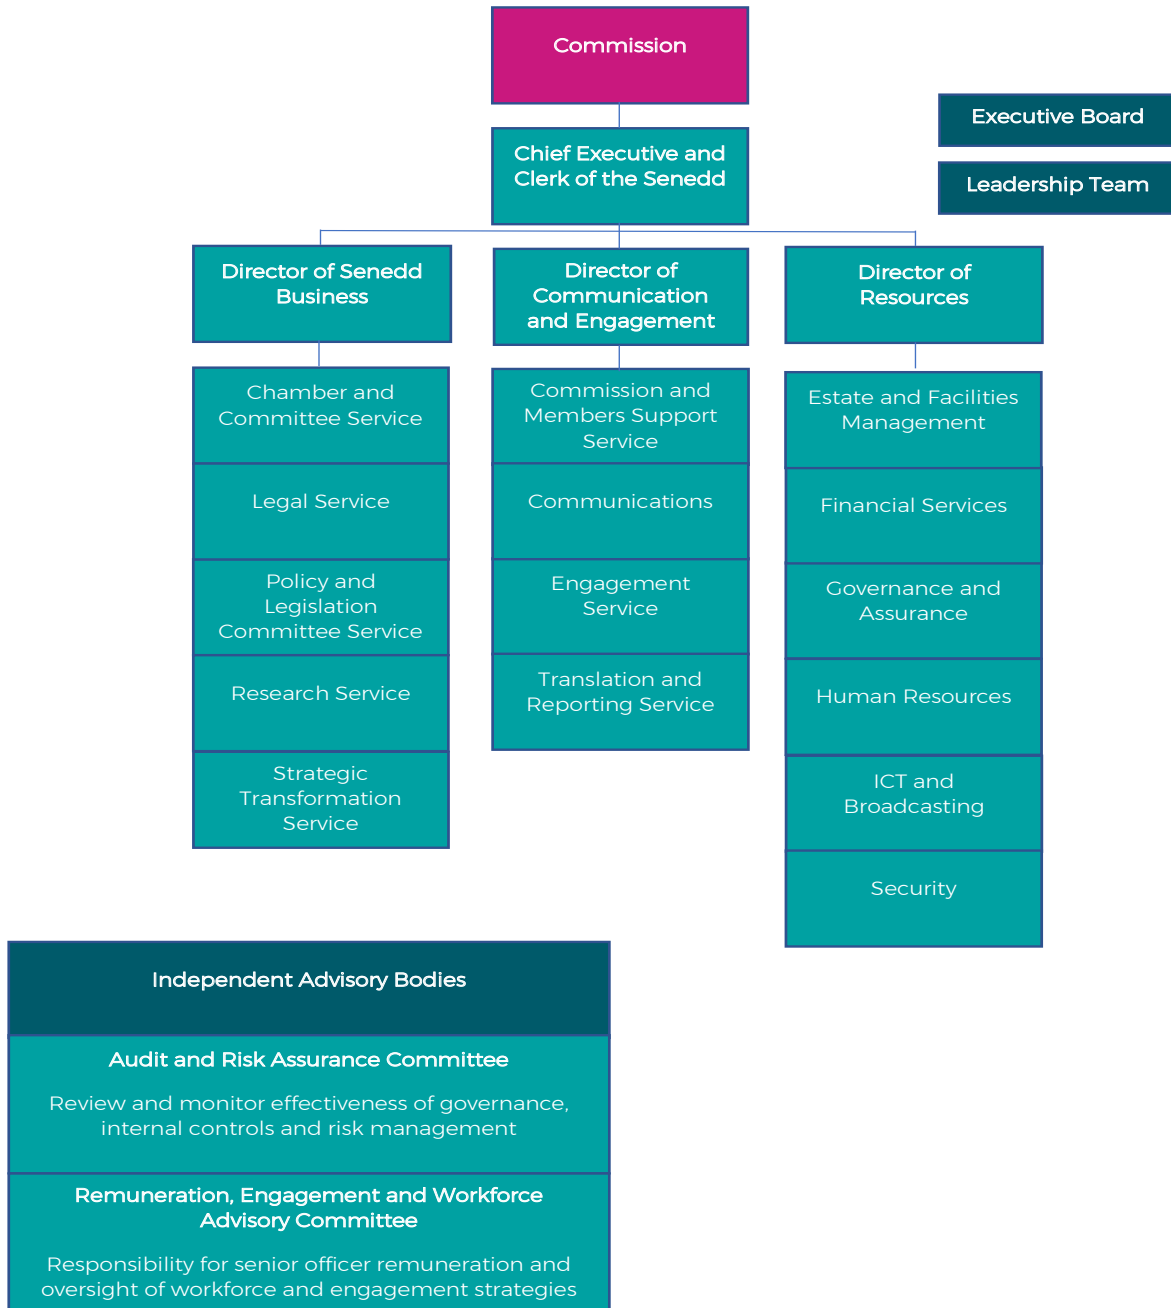 Commission
Executive Board
Chief Executive and
Clerk of the Senedd
Leadership Team
Director of Senedd
Business
Director of
Communication
and Engagement
Director of
Resources
Chamber and
Committee Service
Legal Service
Policy and
Legislation
Committee Service
Research Service
Strategic
Transformation
Service
Commission and
Members Support
Service
Communications
Engagement
Service
Translation and
Reporting Service
Estate and Facilities
Management
Financial Services
Governance and
Assurance
Human Resources
ICT and
Broadcasting
Security
Independent Advisory Bodies
Audit and Risk Assurance Committee
Review and monitor effectiveness of governance,
internal controls and risk management
Remuneration, Engagement and Workforce
Advisory Committee
Responsibility for senior officer remuneration and
oversight of workforce and engagement strategies